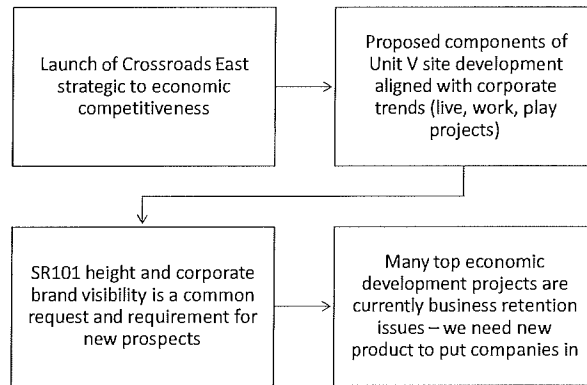 Launch of Crossroads East
strategic to economic
competitiveness
Proposed components of
Unit V site development
aligned with corporate
trends (live, work, play
projects)
SR101 height and corporate
brand visibility is a common
request and requirement for
new prospects
Many top economic
development projects are
currently business retention
issues – we need new
product to put companies in